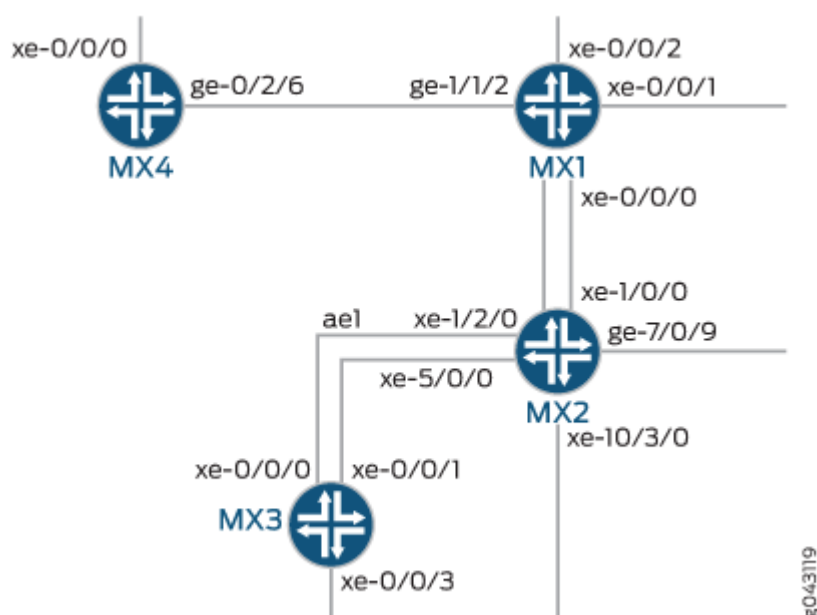 xe-0/0/0
xe-0/0/2
ge-0/2/6
ge-1/1/2
xe-0/0/1
MX4
MX1
xe-0/0/0
xe-1/0/0
ae1
xe-1/2/0
ge-7/0/9
xe-5/0/0
MX2
xe-10/3/0
xe-0/0/0
xe-0/0/1
MX3
xe-0/0/3
g043119